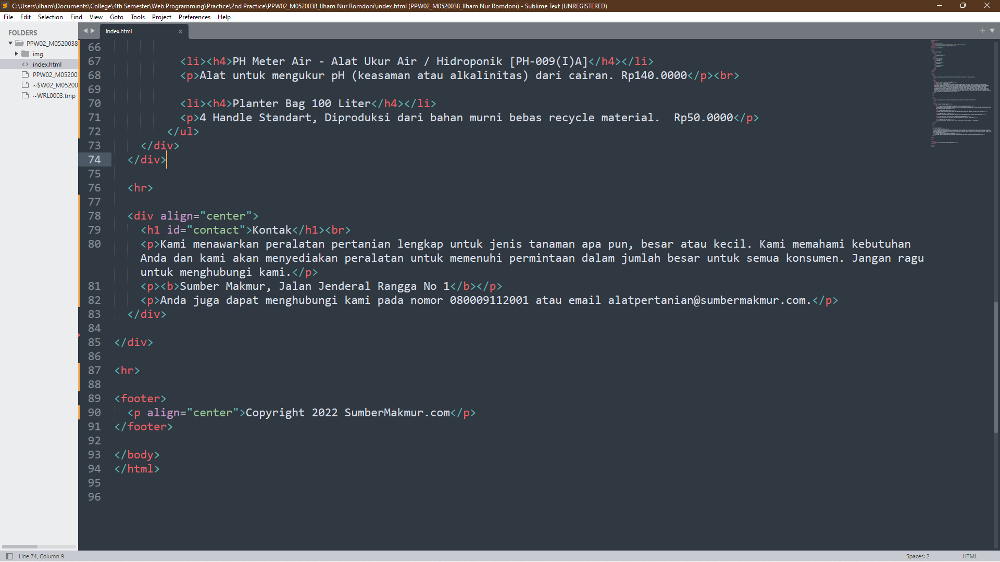 C:\Users\ilham\Documents\College\4th Semester\Web Programming\Practice\2nd Practice\PPW02_M0520038_Ilham Nur Romdoni\index.html (PPW02_M0520038_Ilham Nur Romdoni) - Sublime Text (UNREGISTERED)
File Edit Selection Find View Goto Tools Project Preferences Help
FOLDERS
PPW02_M0520038_
img
index.html
PPW02_M05200
~$W02_M05200
~WRL0003.tmp
index.html
66
67 <li><h4>PH Meter Air - Alat Ukur Air / Hidroponik [PH-009(I)A]</h4></li>
68 <p>Alat untuk mengukur pH (keasaman atau alkalinitas) dari cairan. Rp140.0000</p><br>
69
70 <li><h4>Planter Bag 100 Liter</h4></li>
71 <p>4 Handle Standart, Diproduksi dari bahan murni bebas recycle material.  Rp50.0000</p>
72 </ul>
73 </div>
74 </div>
75
76 <hr>
77
78 <div align="center">
79 <h1 id="contact">Kontak</h1><br>
80 <p>Kami menawarkan peralatan pertanian lengkap untuk jenis tanaman apa pun, besar atau kecil. Kami memahami kebutuhan
Anda dan kami akan menyediakan peralatan untuk memenuhi permintaan dalam jumlah besar untuk semua konsumen. Jangan ragu
untuk menghubungi kami.</p>
81 <p><b>Sumber Makmur, Jalan Jenderal Rangga No 1</b></p>
82 <p>Anda juga dapat menghubungi kami pada nomor 080009112001 atau email alatpertanian@sumbermakmur.com.</p>
83 </div>
84
85 </div>
86
87 <hr>
88
89 <footer>
90 <p align="center">Copyright 2022 SumberMakmur.com</p>
91 </footer>
92
93 </body>
94 </html>
95
96
Line 74, Column 9
Spaces: 2
HTML